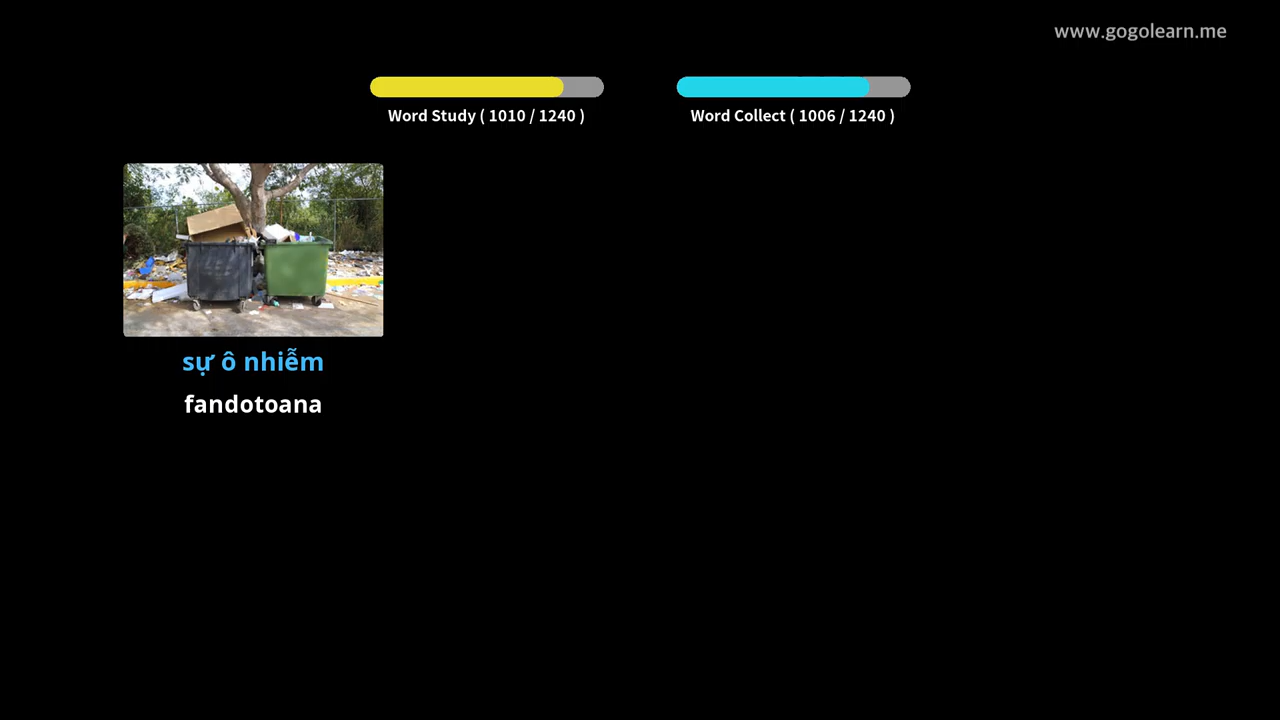 www.gogolearn.me
Word Study ( 1010 / 1240 )
Word Collect ( 1006 / 1240 )
sự ô nhiễm
fandotoana